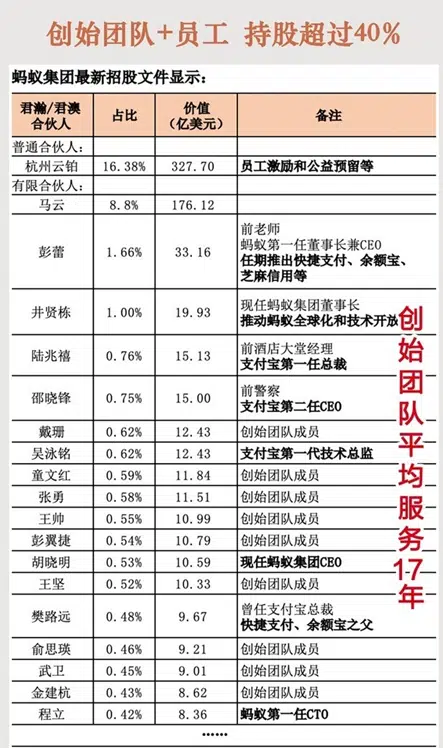 创始团队+员工 持股超过40%
蚂蚁集团最新招股文件显示:
君瀚/君澳合伙人 占比 价值(亿美元) 备注
普通合伙人:
杭州云铂 16.38% 327.70 员工激励和公益预留等
有限合伙人:
马云 8.8% 176.12
彭蕾 1.66% 33.16 前老师
蚂蚁第一任董事长兼CEO
任期推出快捷支付、余额宝、
芝麻信用等
井贤栋 1.00% 19.93 现任蚂蚁集团董事长
推动蚂蚁全球化和技术开放
陆兆禧 0.76% 15.13 前酒店大堂经理
支付宝第一任总裁
邵晓锋 0.75% 15.00 前警察
支付宝第二任CEO
戴珊 0.62% 12.43 创始团队成员
吴泳铭 0.62% 12.43 支付宝第一代技术总监
童文红 0.59% 11.84 创始团队成员
张勇 0.58% 11.51 创始团队成员
王帅 0.55% 10.99 创始团队成员
彭翼捷 0.54% 10.79 创始团队成员
胡晓明 0.53% 10.59 现任蚂蚁集团CEO
王坚 0.52% 10.33 创始团队成员
樊路远 0.48% 9.67 曾任支付宝总裁
快捷支付、余额宝之父
俞思瑛 0.46% 9.21 创始团队成员
武卫 0.45% 9.01 创始团队成员
金建杭 0.43% 8.62 创始团队成员
程立 0.42% 8.36 蚂蚁第一任CTO
······
创始团队平均服务17年